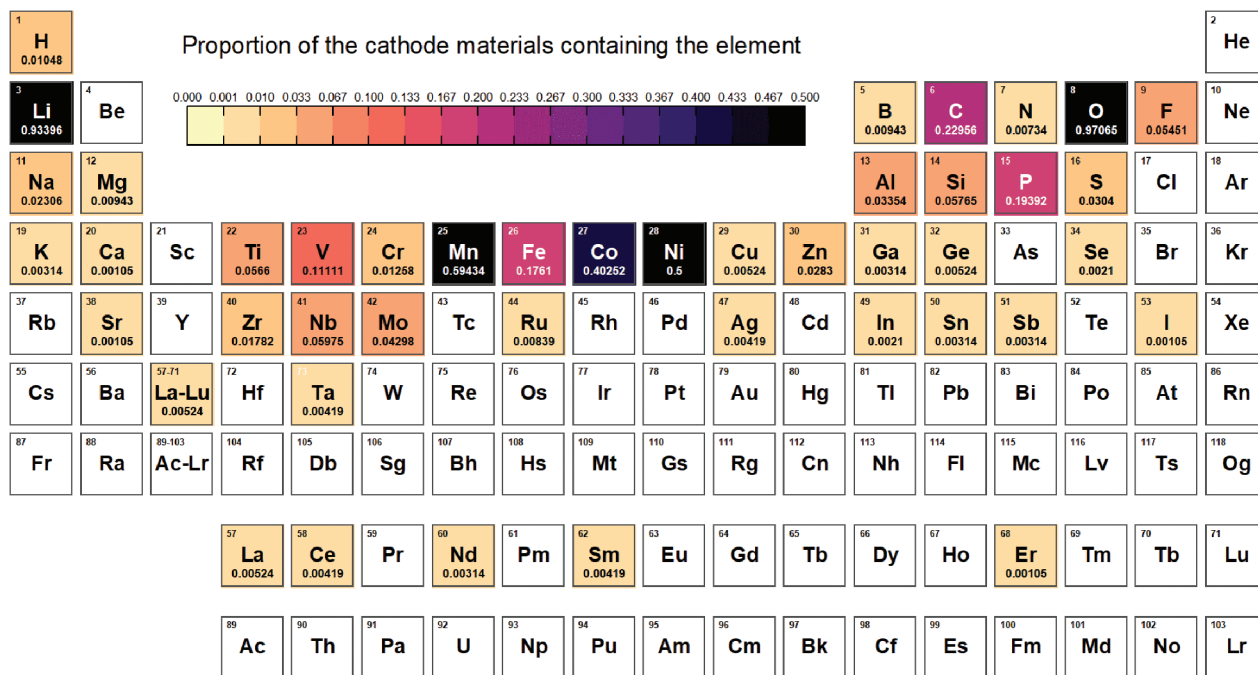 1 2
H He
0.01048
Proportion of the cathode materials containing the element
0.000 0.001 0.010 0.033 0.067 0.100 0.133 0.167 0.200 0.233 0.267 0.300 0.333 0.367 0.400 0.433 0.467 0.500
3 4 5 6 7 8 9 10
Li Be B C N O F Ne
0.93396 0.00943 0.22956 0.00734 0.97065 0.05451
11 12 13 14 15 16 17 18
Na Mg Al Si P S Cl Ar
0.02306 0.00943 0.03354 0.05765 0.19392 0.0304
19 20 21 22 23 24 25 26 27 28 29 30 31 32 33 34 35 36
K Ca Sc Ti V Cr Mn Fe Co Ni Cu Zn Ga Ge As Se Br Kr
0.00314 0.00105 0.0566 0.11111 0.01258 0.59434 0.1761 0.40252 0.5 0.00524 0.0283 0.00314 0.00524 0.0021
37 38 39 40 41 42 43 44 45 46 47 48 49 50 51 52 53 54
Rb Sr Y Zr Nb Mo Tc Ru Rh Pd Ag Cd In Sn Sb Te I Xe
0.00105 0.01782 0.05975 0.04298 0.00839 0.00419 0.0021 0.00314 0.00314 0.00105
55 56 57-71 72 73 74 75 76 77 78 79 80 81 82 83 84 85 86
Cs Ba La-Lu Hf Ta W Re Os Ir Pt Au Hg Tl Pb Bi Po At Rn
0.00524 0.00419
87 88 89-103 104 105 106 107 108 109 110 111 112 113 114 115 116 117 118
Fr Ra Ac-Lr Rf Db Sg Bh Hs Mt Gs Rg Cn Nh Fl Mc Lv Ts Og
57 58 59 60 61 62 63 64 65 66 67 68 69 70 71
La Ce Pr Nd Pm Sm Eu Gd Tb Dy Ho Er Tm Tb Lu
0.00524 0.00419 0.00314 0.00419 0.00105
89 90 91 92 93 94 95 96 97 98 99 100 101 102 103
Ac Th Pa U Np Pu Am Cm Bk Cf Es Fm Md No Lr